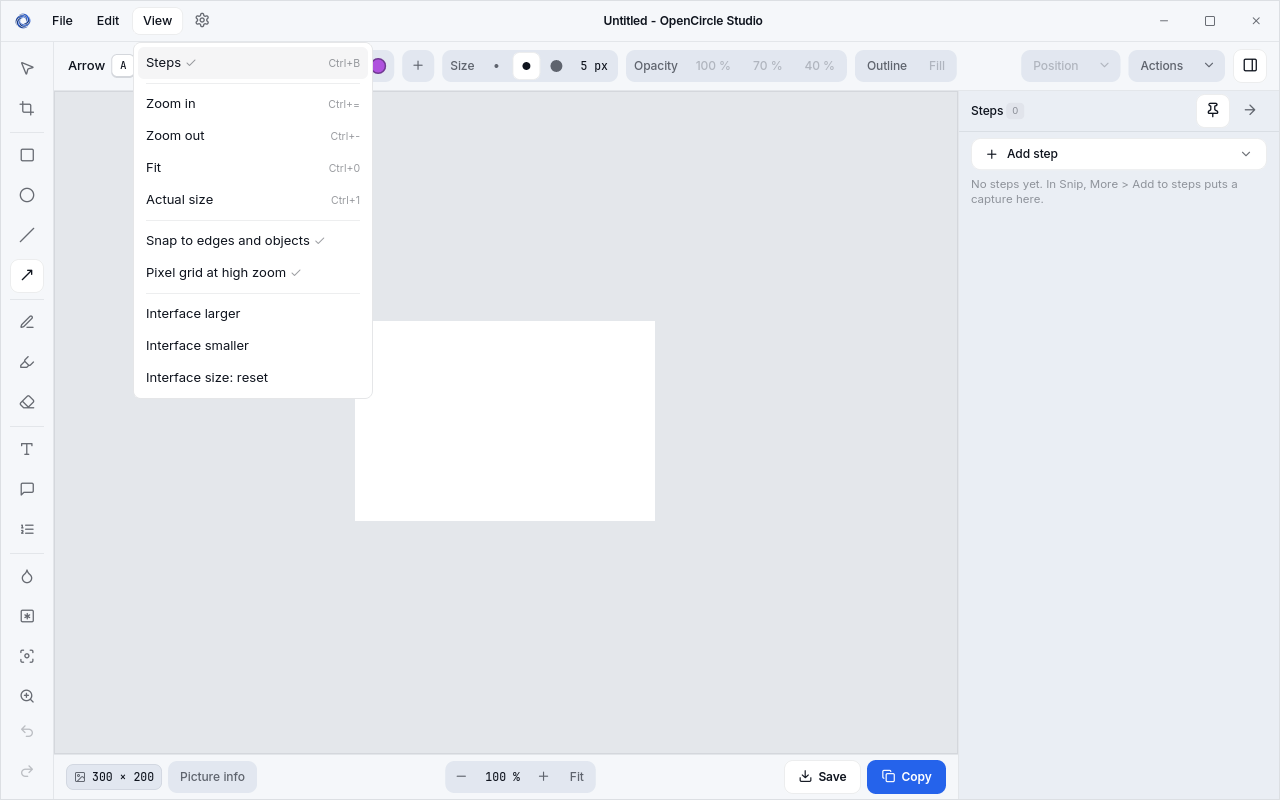 File Edit View
Untitled - OpenCircle Studio
Arrow A
Size 5 px
Opacity 100 % 70 % 40 %
Outline Fill
Position
Actions
Steps Ctrl+B
Zoom in Ctrl+=
Zoom out Ctrl+-
Fit Ctrl+0
Actual size Ctrl+1
Snap to edges and objects
Pixel grid at high zoom
Interface larger
Interface smaller
Interface size: reset
Steps 0
Add step
No steps yet. In Snip, More > Add to steps puts a
capture here.
300 × 200
Picture info
100 %
Fit
Save
Copy